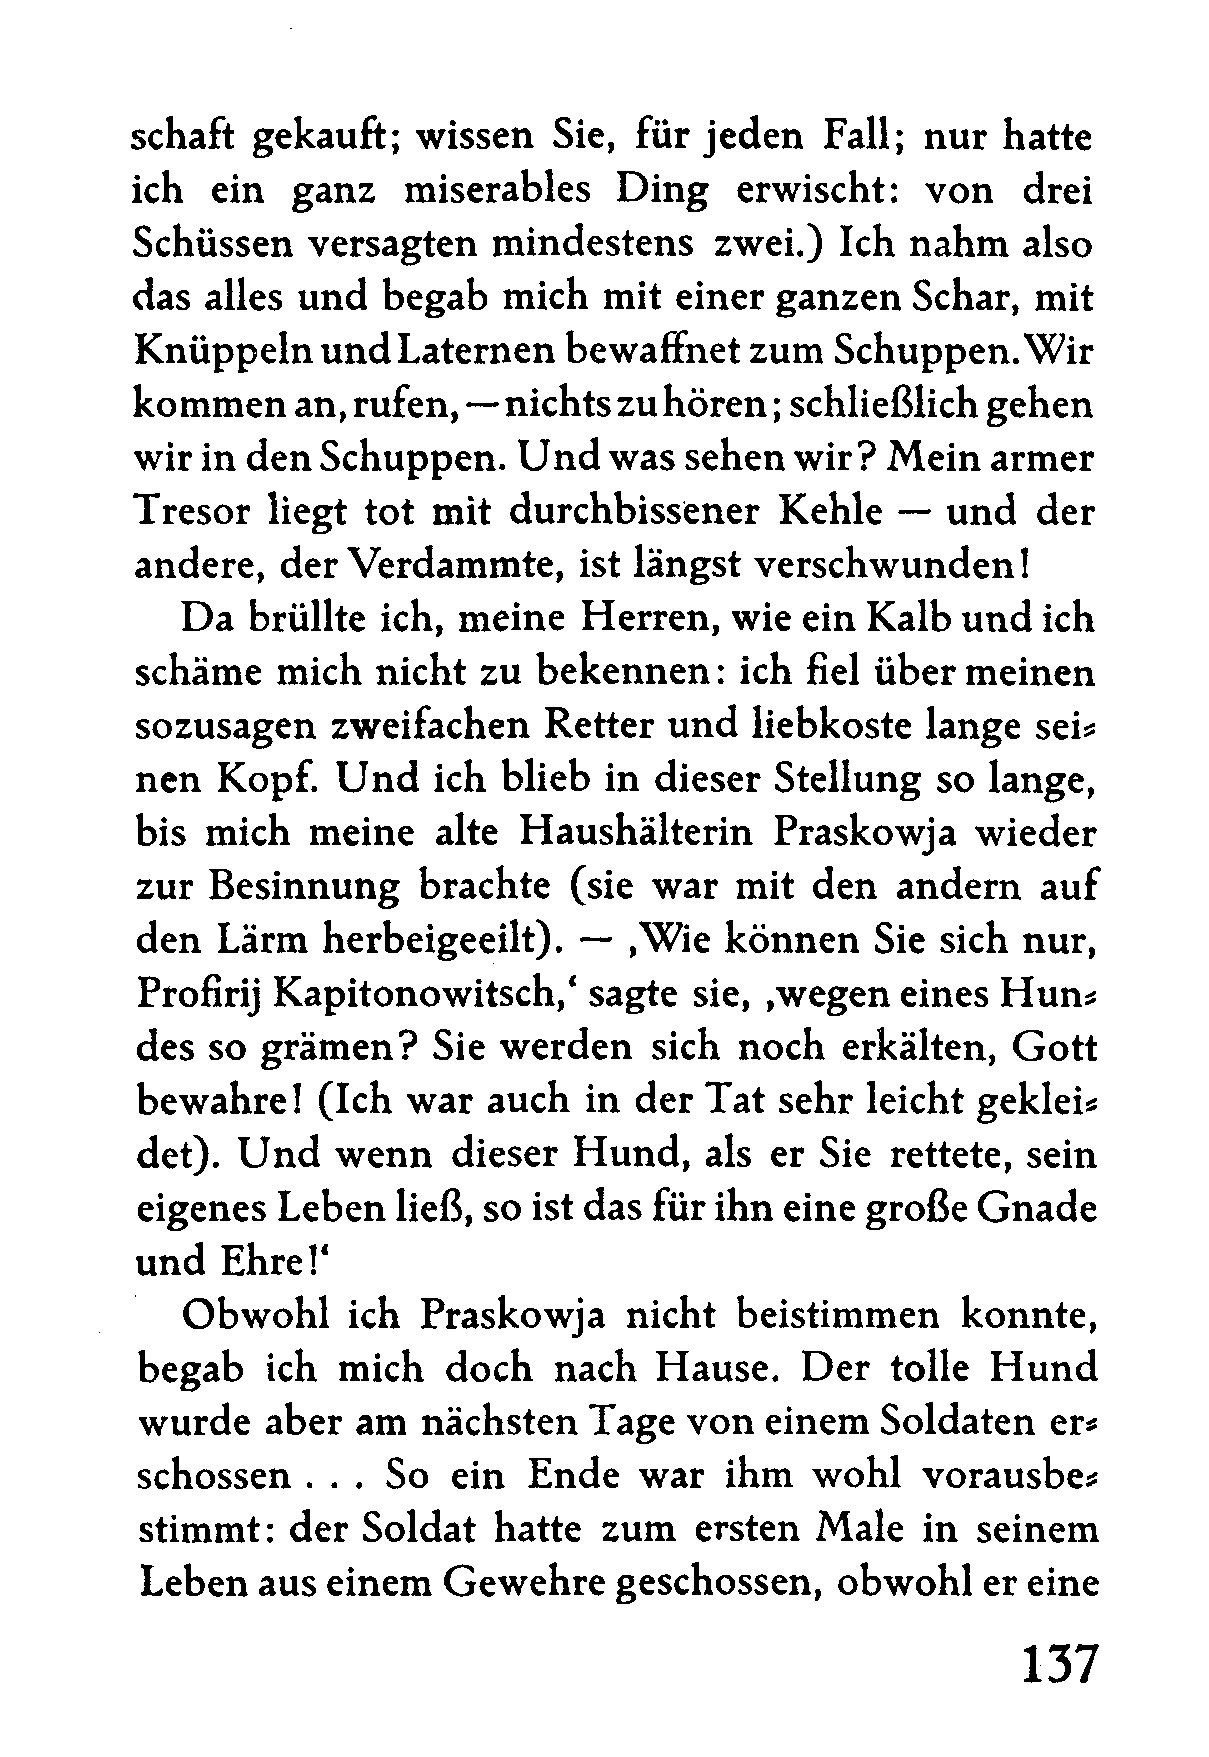 schaft gekauft; wissen Sie, für jeden Fall; nur hatte
ich ein ganz miserables Ding erwischt: von drei
Schüssen versagten mindestens zwei.) Ich nahm also
das alles und begab mich mit einer ganzen Schar, mit
Knüppeln und Laternen bewaffnet zum Schuppen. Wir
kommen an, rufen, — nichts zu hören; schließlich gehen
wir in den Schuppen. Und was sehen wir? Mein armer
Tresor liegt tot mit durchbissener Kehle — und der
andere, der Verdammte, ist längst verschwunden!
Da brüllte ich, meine Herren, wie ein Kalb und ich
schäme mich nicht zu bekennen: ich fiel über meinen
sozusagen zweifachen Retter und liebkoste lange sei⸗
nen Kopf. Und ich blieb in dieser Stellung so lange,
bis mich meine alte Haushälterin Praskowja wieder
zur Besinnung brachte (sie war mit den andern auf
den Lärm herbeigeeilt). — ‚Wie können Sie sich nur,
Profirij Kapitonowitsch,‘ sagte sie, ‚wegen eines Hun⸗
des so grämen? Sie werden sich noch erkälten, Gott
bewahre! (Ich war auch in der Tat sehr leicht geklei⸗
det). Und wenn dieser Hund, als er Sie rettete, sein
eigenes Leben ließ, so ist das für ihn eine große Gnade
und Ehre!‘
Obwohl ich Praskowja nicht beistimmen konnte,
begab ich mich doch nach Hause. Der tolle Hund
wurde aber am nächsten Tage von einem Soldaten er⸗
schossen . . . So ein Ende war ihm wohl vorausbe⸗
stimmt: der Soldat hatte zum ersten Male in seinem
Leben aus einem Gewehre geschossen, obwohl er eine
137